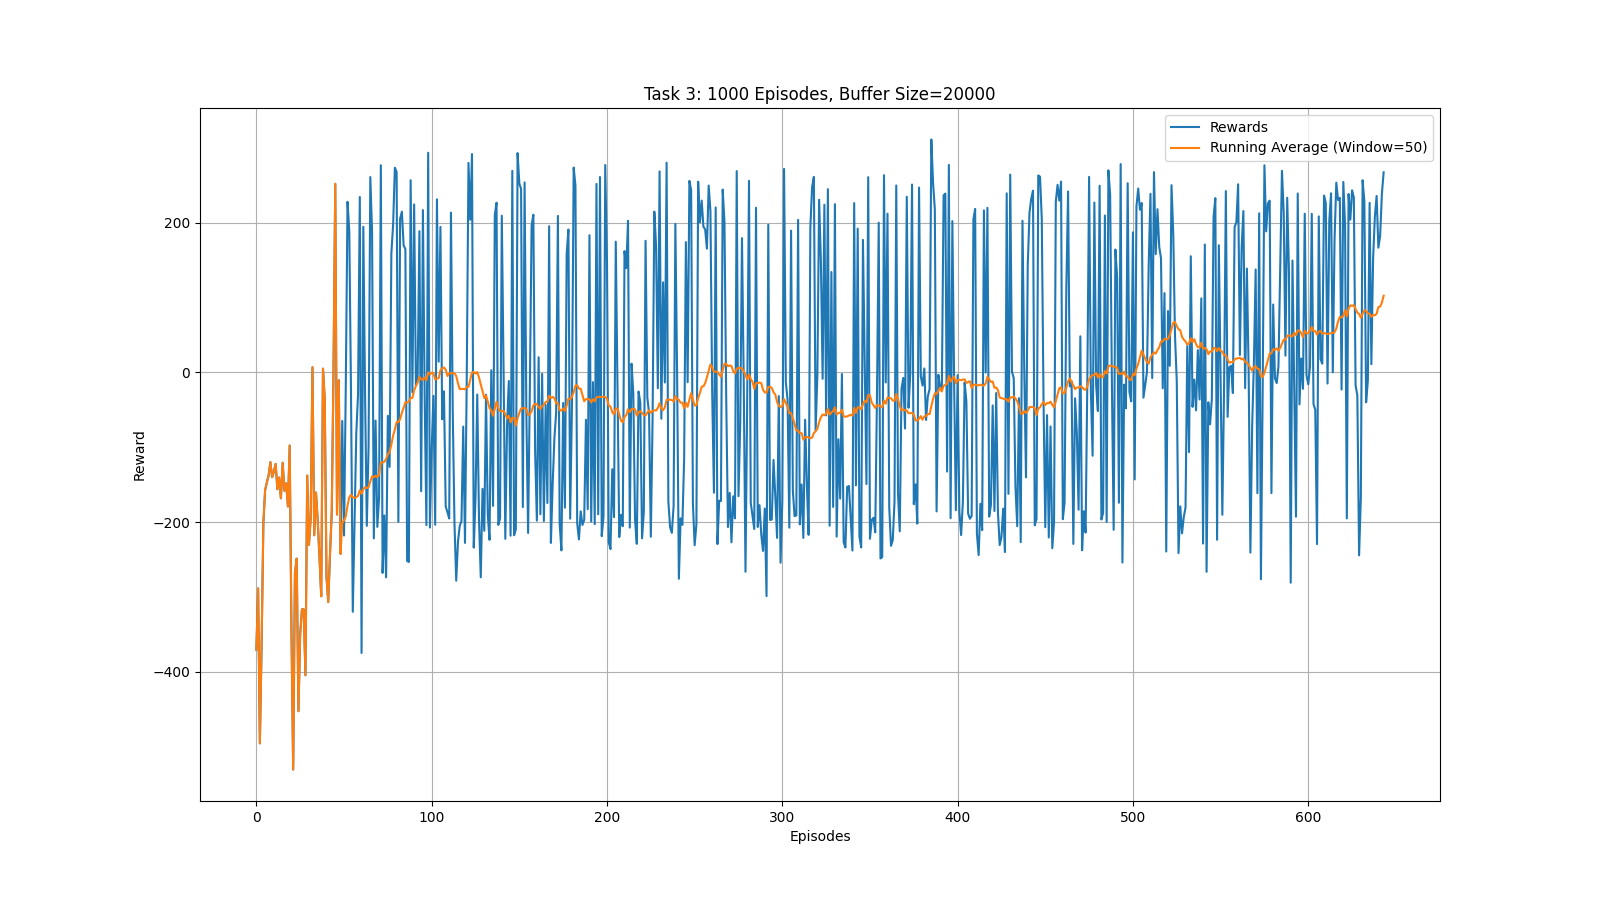 Task 3: 1000 Episodes, Buffer Size=20000
Rewards
Running Average (Window=50)
200
0
−200
−400
Reward
0 100 200 300 400 500 600
Episodes